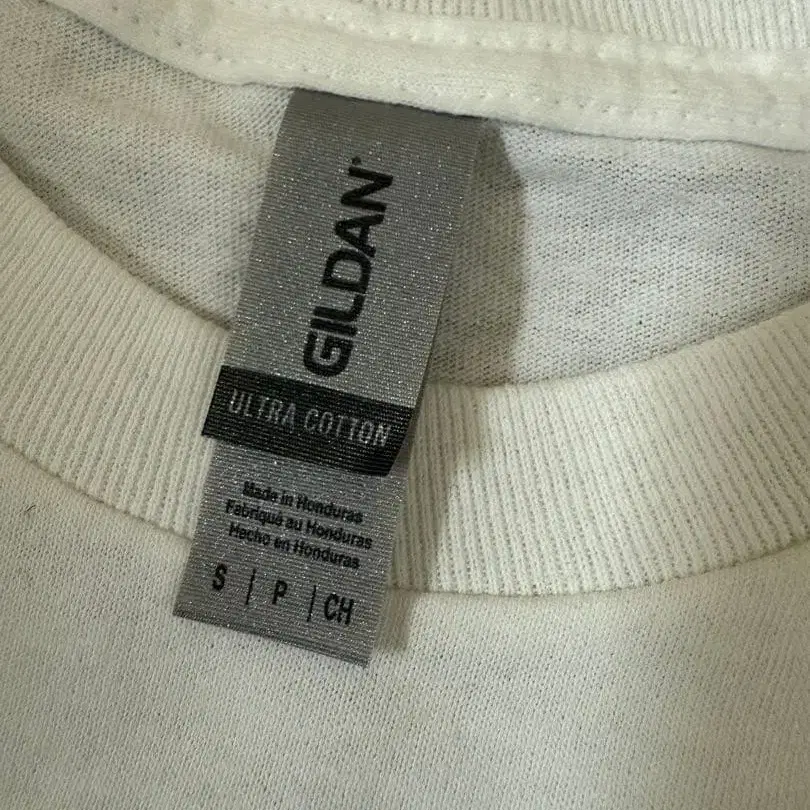 GILDAN®
ULTRA COTTON
Made in Honduras
Fabriqué au Honduras
Hecho en Honduras
S | P | CH